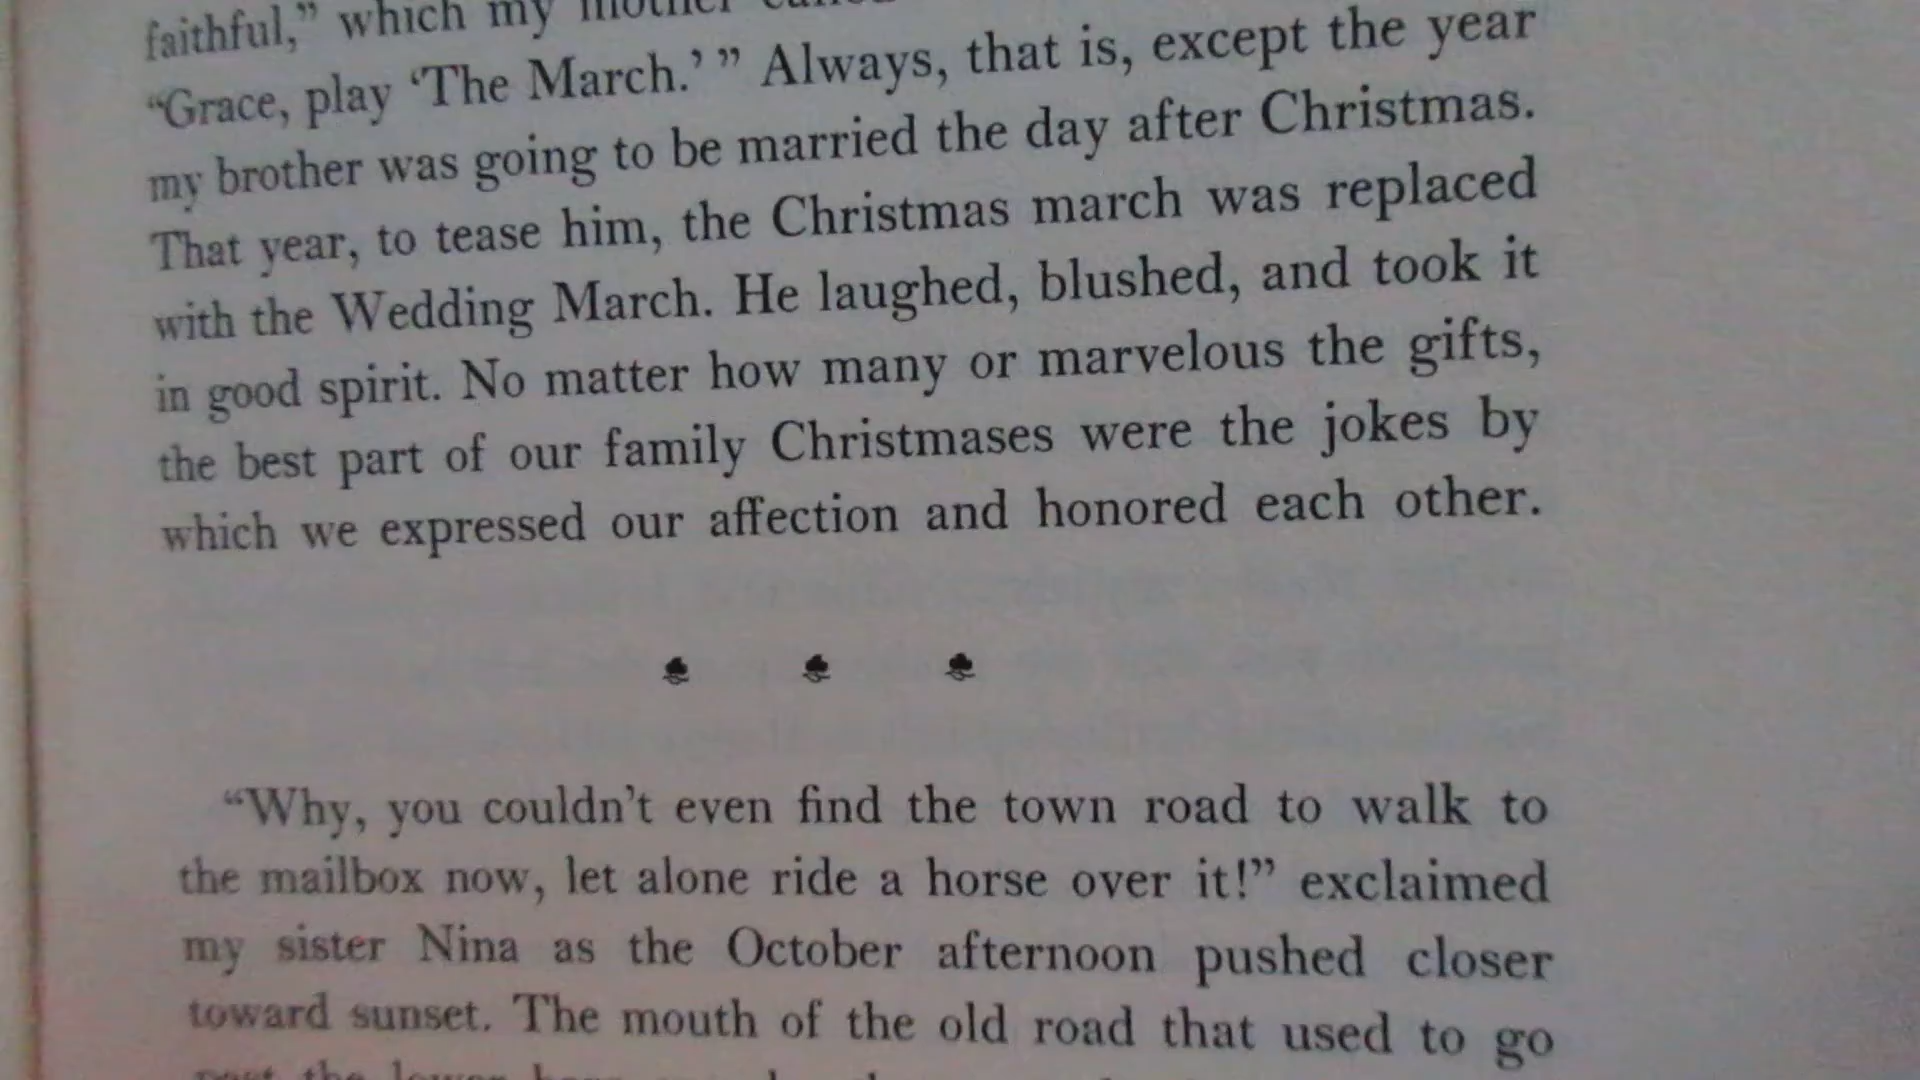 faithful,” which my mother called
“Grace, play ‘The March.’ ” Always, that is, except the year
my brother was going to be married the day after Christmas.
That year, to tease him, the Christmas march was replaced
with the Wedding March. He laughed, blushed, and took it
in good spirit. No matter how many or marvelous the gifts,
the best part of our family Christmases were the jokes by
which we expressed our affection and honored each other.
“Why, you couldn’t even find the town road to walk to
the mailbox now, let alone ride a horse over it!” exclaimed
my sister Nina as the October afternoon pushed closer
toward sunset. The mouth of the old road that used to go
past the lower